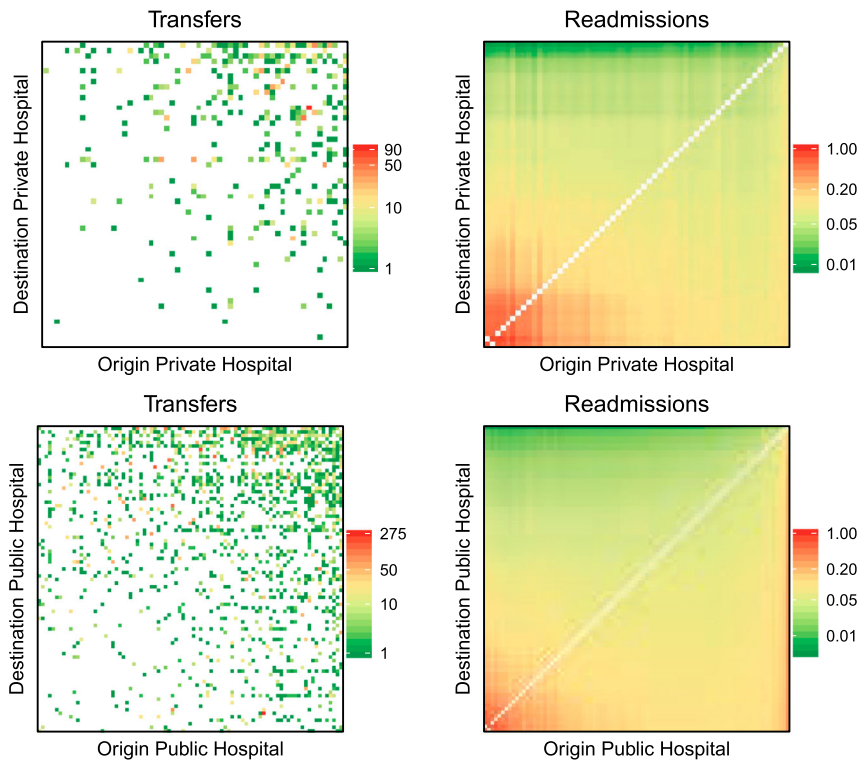 Transfers
Destination Private Hospital
90
50
10
1
Origin Private Hospital
Readmissions
Destination Private Hospital
1.00
0.20
0.05
0.01
Origin Private Hospital
Transfers
Destination Public Hospital
275
50
10
1
Origin Public Hospital
Readmissions
Destination Public Hospital
1.00
0.20
0.05
0.01
Origin Public Hospital